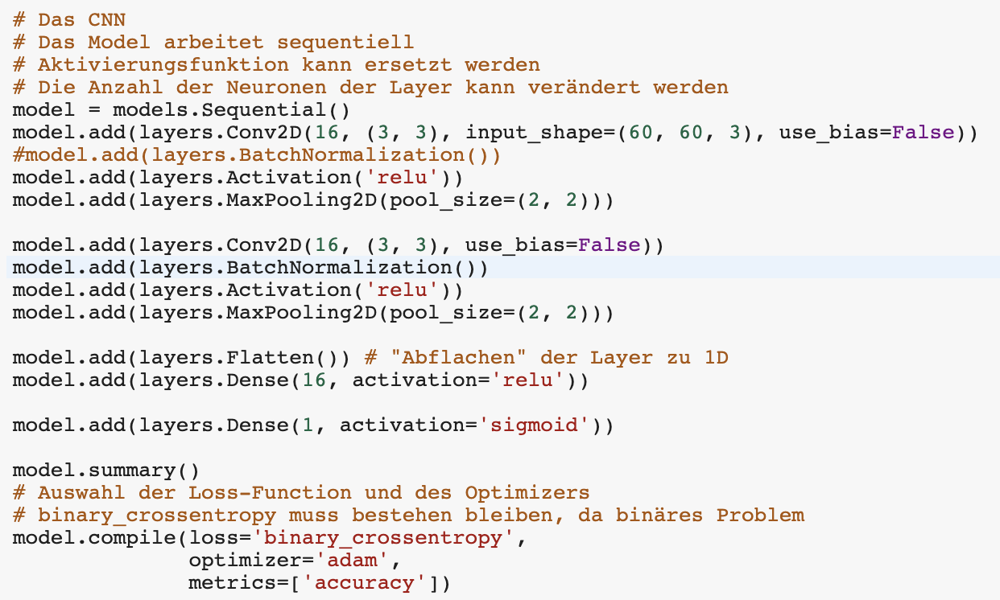 # Das CNN
# Das Model arbeitet sequentiell
# Aktivierungsfunktion kann ersetzt werden
# Die Anzahl der Neuronen der Layer kann verändert werden
model = models.Sequential()
model.add(layers.Conv2D(16, (3, 3), input_shape=(60, 60, 3), use_bias=False))
#model.add(layers.BatchNormalization())
model.add(layers.Activation('relu'))
model.add(layers.MaxPooling2D(pool_size=(2, 2)))
model.add(layers.Conv2D(16, (3, 3), use_bias=False))
model.add(layers.BatchNormalization())
model.add(layers.Activation('relu'))
model.add(layers.MaxPooling2D(pool_size=(2, 2)))
model.add(layers.Flatten()) # "Abflachen" der Layer zu 1D
model.add(layers.Dense(16, activation='relu'))
model.add(layers.Dense(1, activation='sigmoid'))
model.summary()
# Auswahl der Loss-Function und des Optimizers
# binary_crossentropy muss bestehen bleiben, da binäres Problem
model.compile(loss='binary_crossentropy',
              optimizer='adam',
              metrics=['accuracy'])